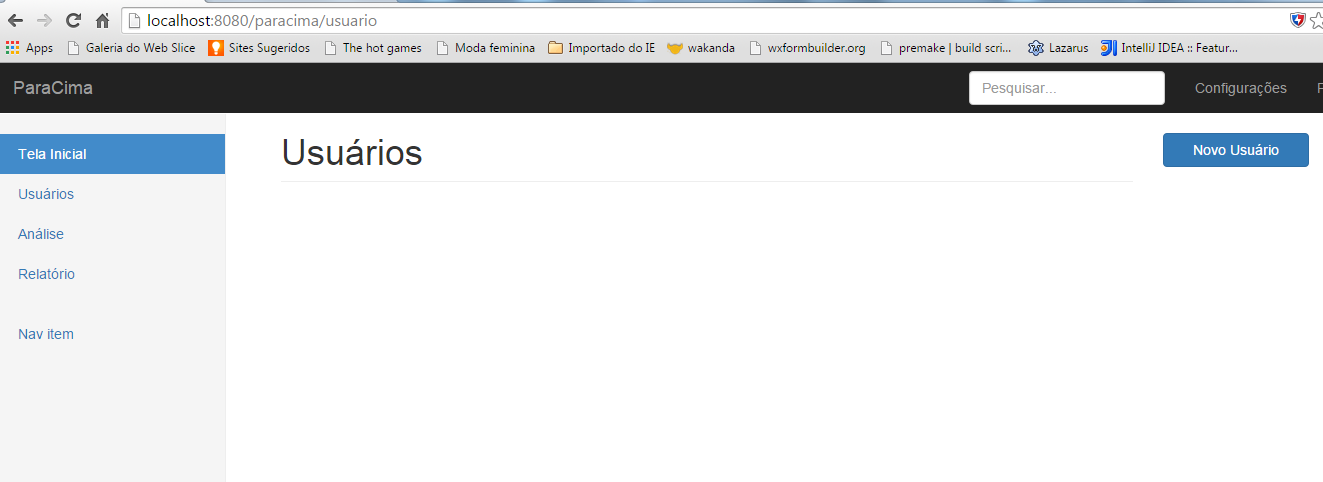 localhost:8080/paracima/usuario
Apps Galeria do Web Slice Sites Sugeridos The hot games Moda feminina Importado do IE wakanda wxformbuilder.org premake | build scri... Lazarus IntelliJ IDEA :: Featur...
ParaCima Pesquisar... Configurações
Usuários Novo Usuário
Tela Inicial
Usuários
Análise
Relatório
Nav item